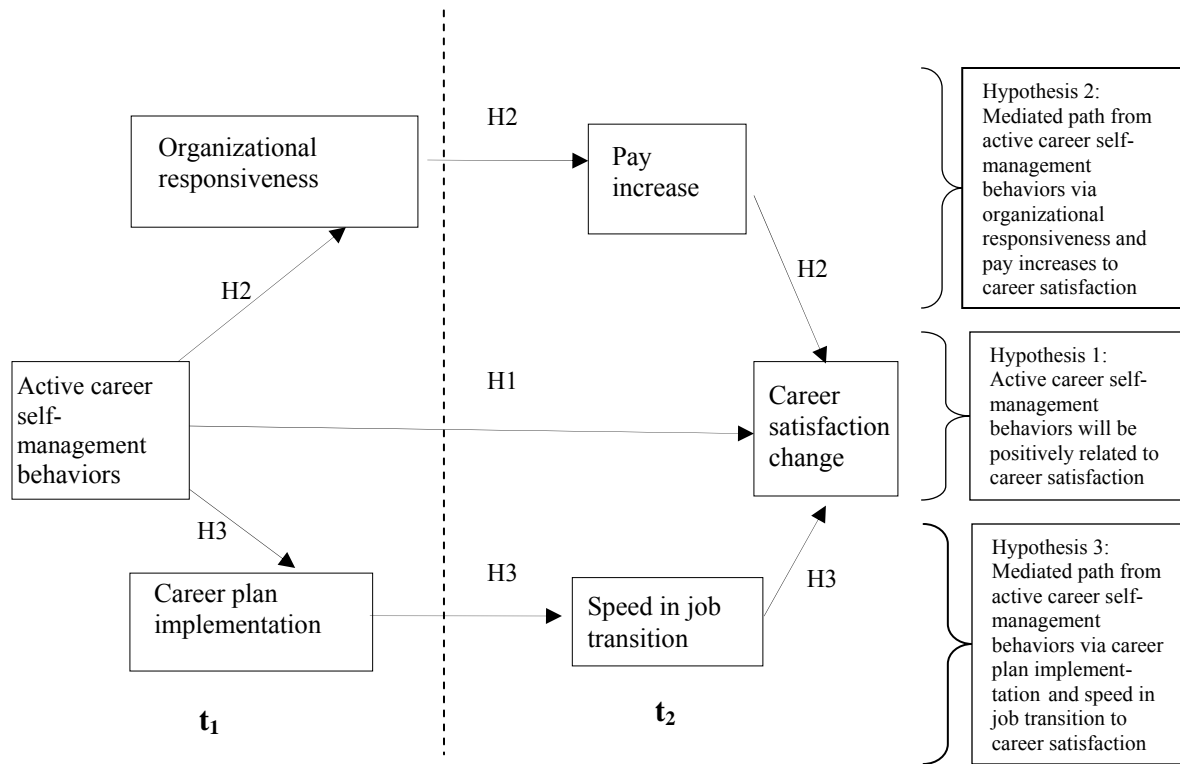 H2
Organizational
responsiveness
Pay
increase
H2
H2
Active career
self-
management
behaviors
H1
Career
satisfaction
change
H3
Career plan
implementation
H3
Speed in job
transition
H3
t1
t2
Hypothesis 2:
Mediated path from
active career self-
management
behaviors via
organizational
responsiveness and
pay increases to
career satisfaction
Hypothesis 1:
Active career self-
management
behaviors will be
positively related to
career satisfaction
Hypothesis 3:
Mediated path from
active career self-
management
behaviors via career
plan implemen-
tation and speed in
job transition to
career satisfaction